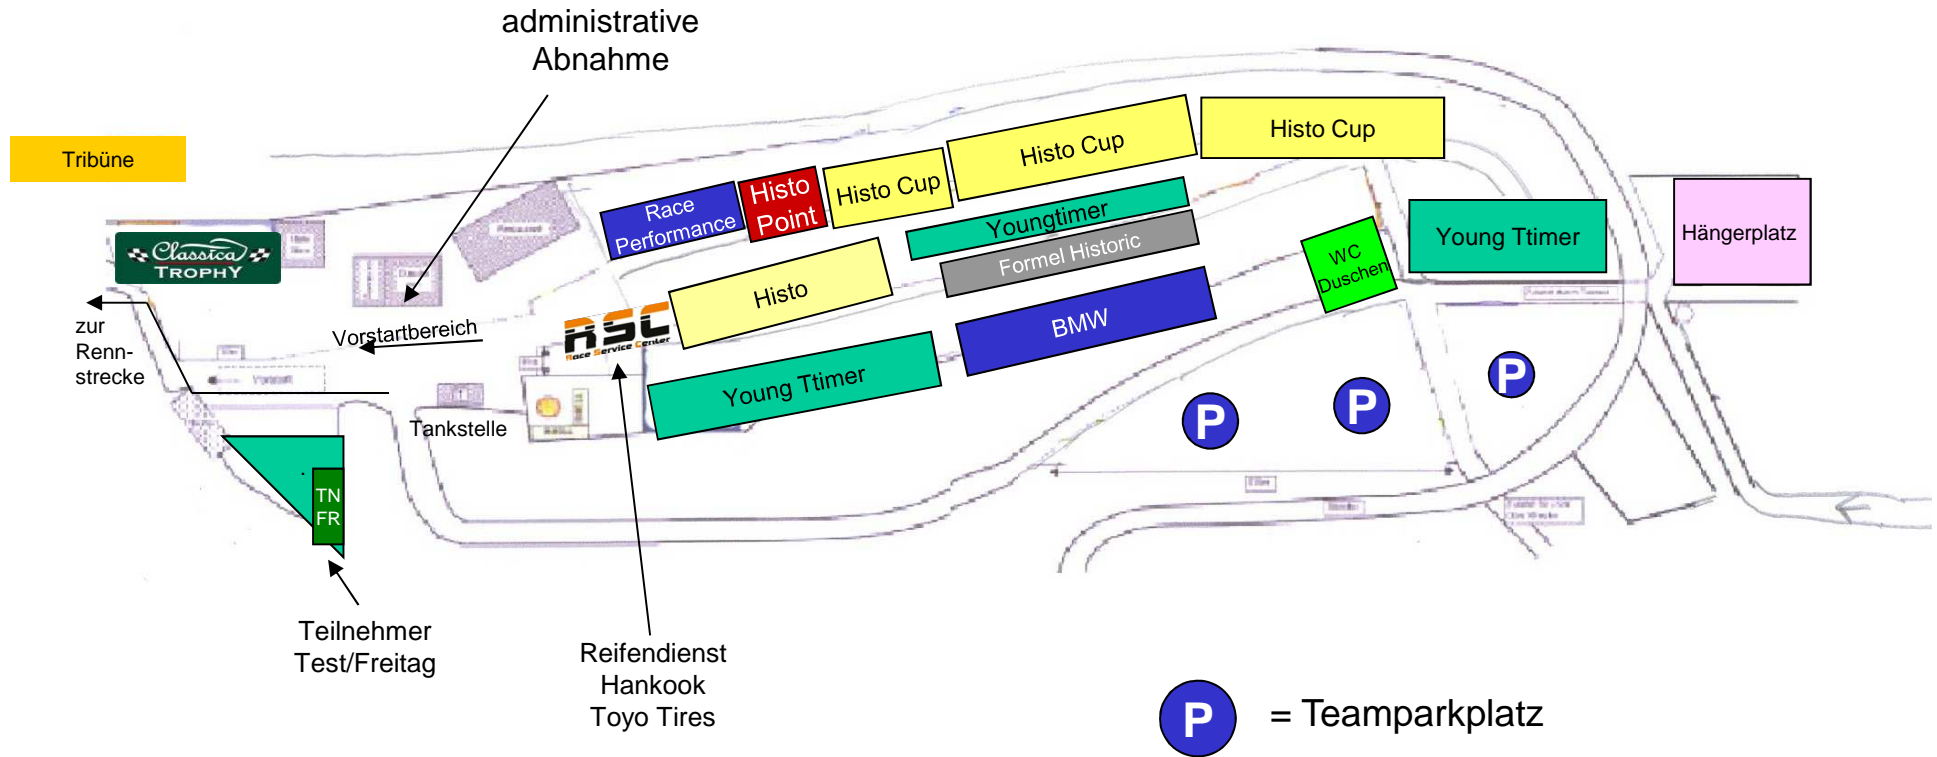 administrative
Abnahme
Tribüne
Classica
TROPHY
zur
Renn-
strecke
Vorstartbereich
Vorstart
Tankstelle
TN
FR
Teilnehmer
Test/Freitag
RSC
Race Service Center
Reifendienst
Hankook
Toyo Tires
Race
Performance
Histo
Point
Histo Cup
Histo Cup
Histo Cup
Youngtimer
Formel Historic
Histo
BMW
Young Ttimer
WC
Duschen
Young Ttimer
Hängerplatz
P
P
P
P
= Teamparkplatz